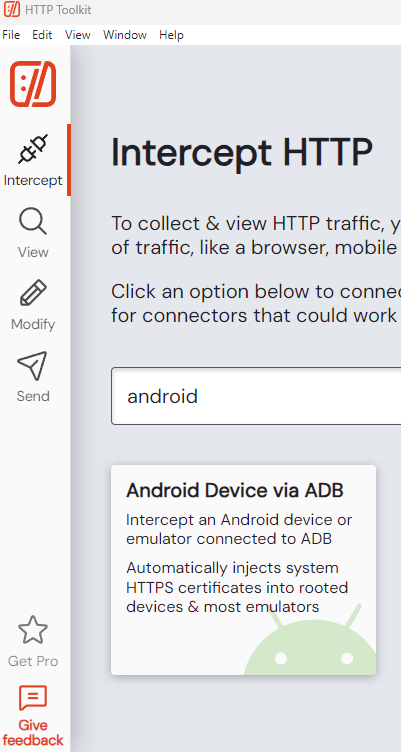 HTTP Toolkit
File Edit View Window Help
Intercept
View
Modify
Send
Get Pro
Give
feedback
Intercept HTTP
To collect & view HTTP traffic, y
of traffic, like a browser, mobile
Click an option below to connec
for connectors that could work
android
Android Device via ADB
Intercept an Android device or
emulator connected to ADB
Automatically injects system
HTTPS certificates into rooted
devices & most emulators